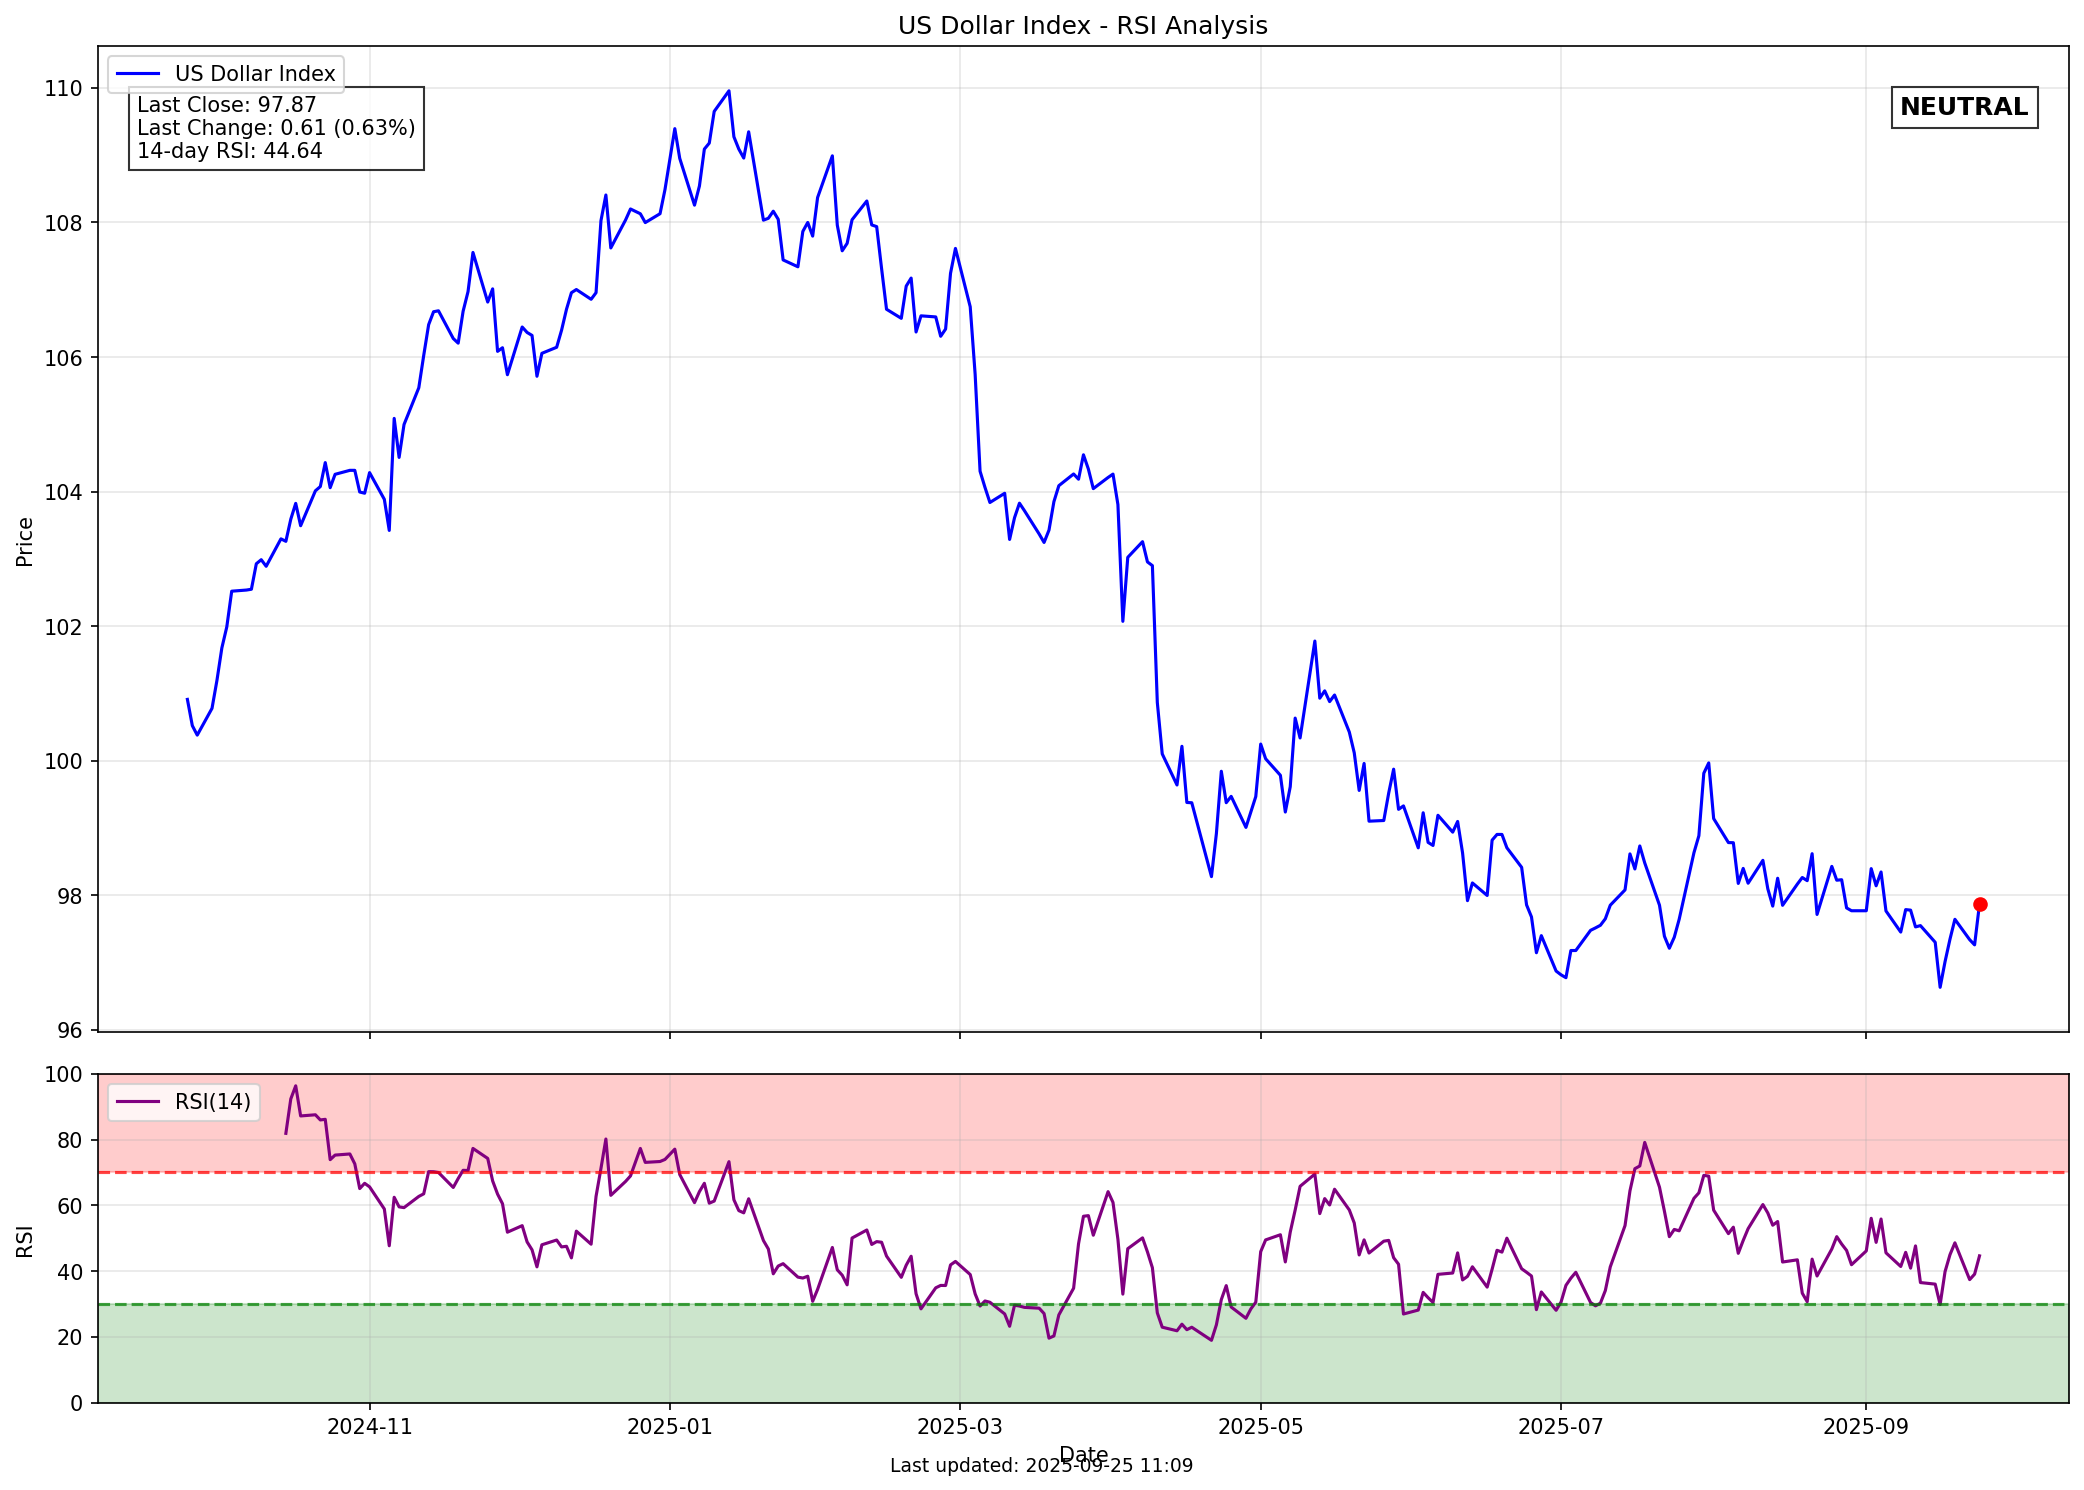 US Dollar Index - RSI Analysis
US Dollar Index
Last Close: 97.87
Last Change: 0.61 (0.63%)
14-day RSI: 44.64
NEUTRAL
110
108
106
104
102
100
98
96
Price
RSI(14)
100
80
60
40
20
0
RSI
2024-11
2025-01
2025-03
2025-05
2025-07
2025-09
Date
Last updated: 2025-09-25 11:09